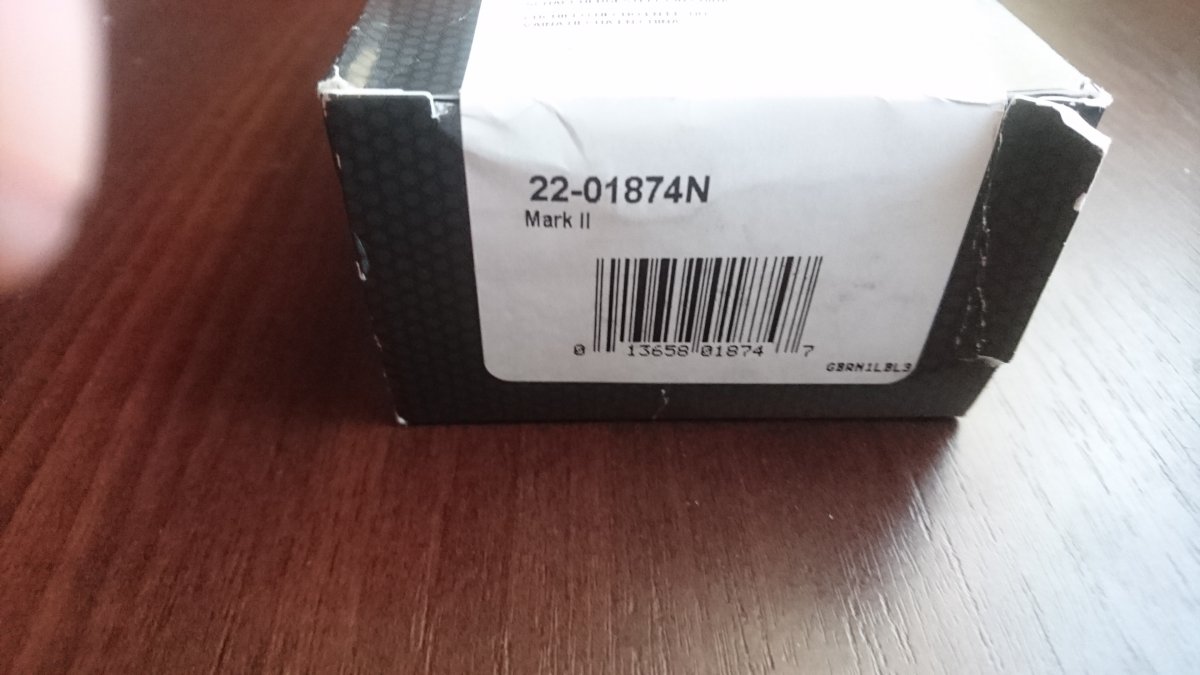 22-01874N
Mark II
0 13658 01874 7
GBRN1LBL3